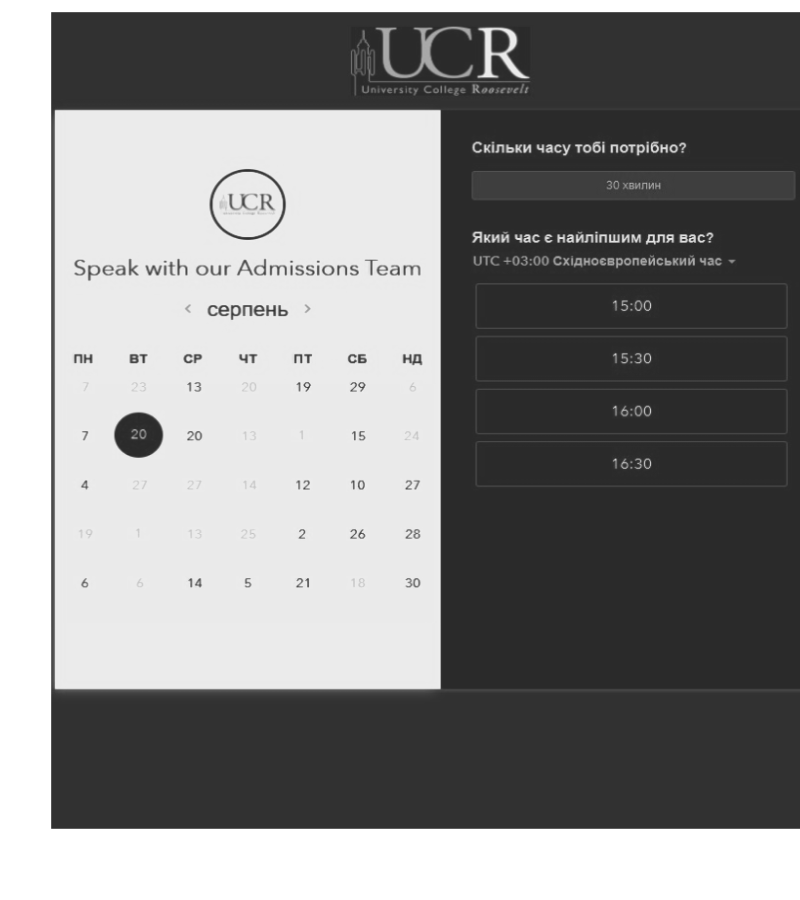 UCR
University College Roosevelt
UCR
Speak with our Admissions Team
‹ серпень ›
ПН ВТ СР ЧТ ПТ СБ НД
7 23 13 20 19 29 6
7 20 20 13 1 15 24
4 27 27 14 12 10 27
19 1 13 25 2 26 28
6 6 14 5 21 18 30
Скільки часу тобі потрібно?
30 хвилин
Який час є найліпшим для вас?
UTC +03:00 Східноєвропейський час
15:00
15:30
16:00
16:30